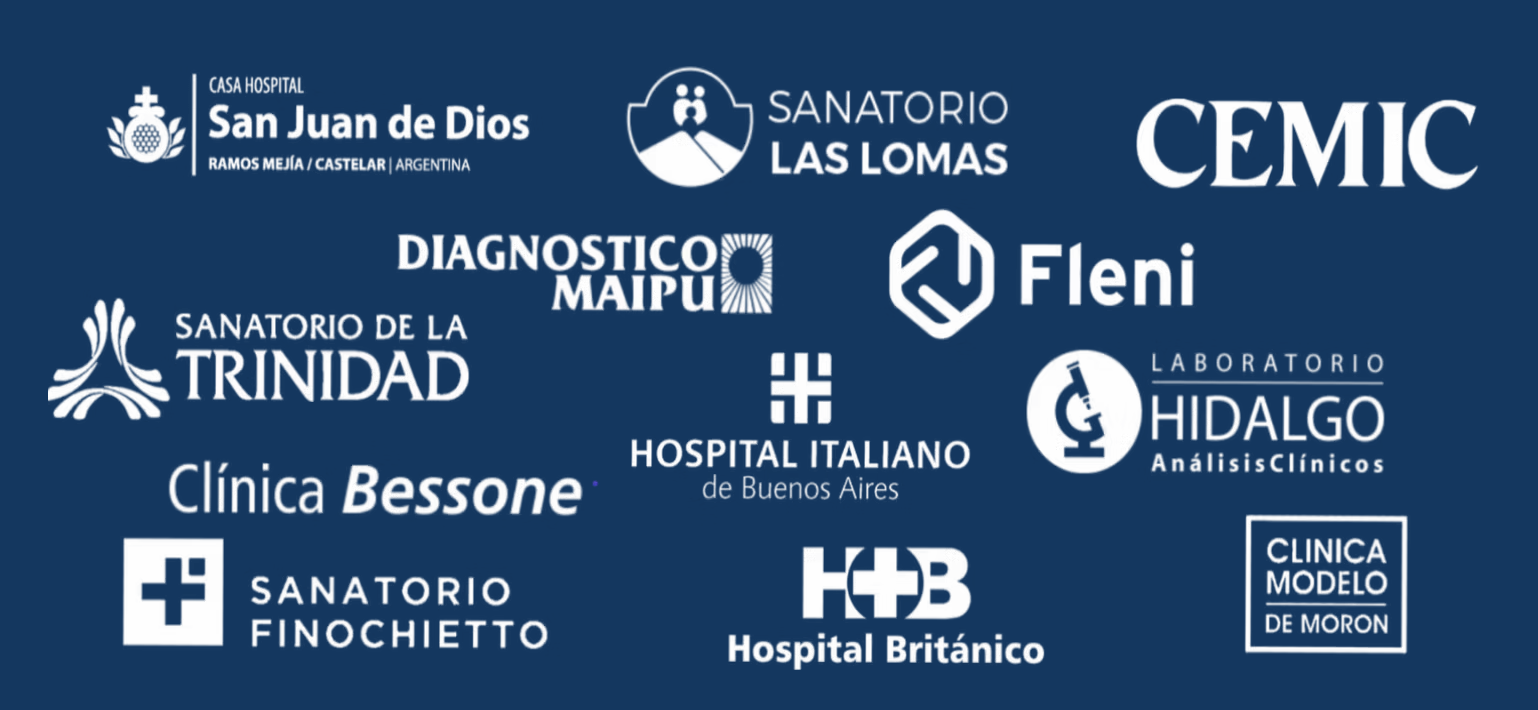 CASA HOSPITAL
San Juan de Dios
RAMOS MEJÍA / CASTELAR | ARGENTINA
SANATORIO
LAS LOMAS
CEMIC
DIAGNOSTICO
MAIPU
Fleni
SANATORIO DE LA
TRINIDAD
HOSPITAL ITALIANO
de Buenos Aires
LABORATORIO
HIDALGO
AnálisisClínicos
Clínica Bessone
SANATORIO
FINOCHIETTO
HB
Hospital Británico
CLINICA
MODELO
DE MORON